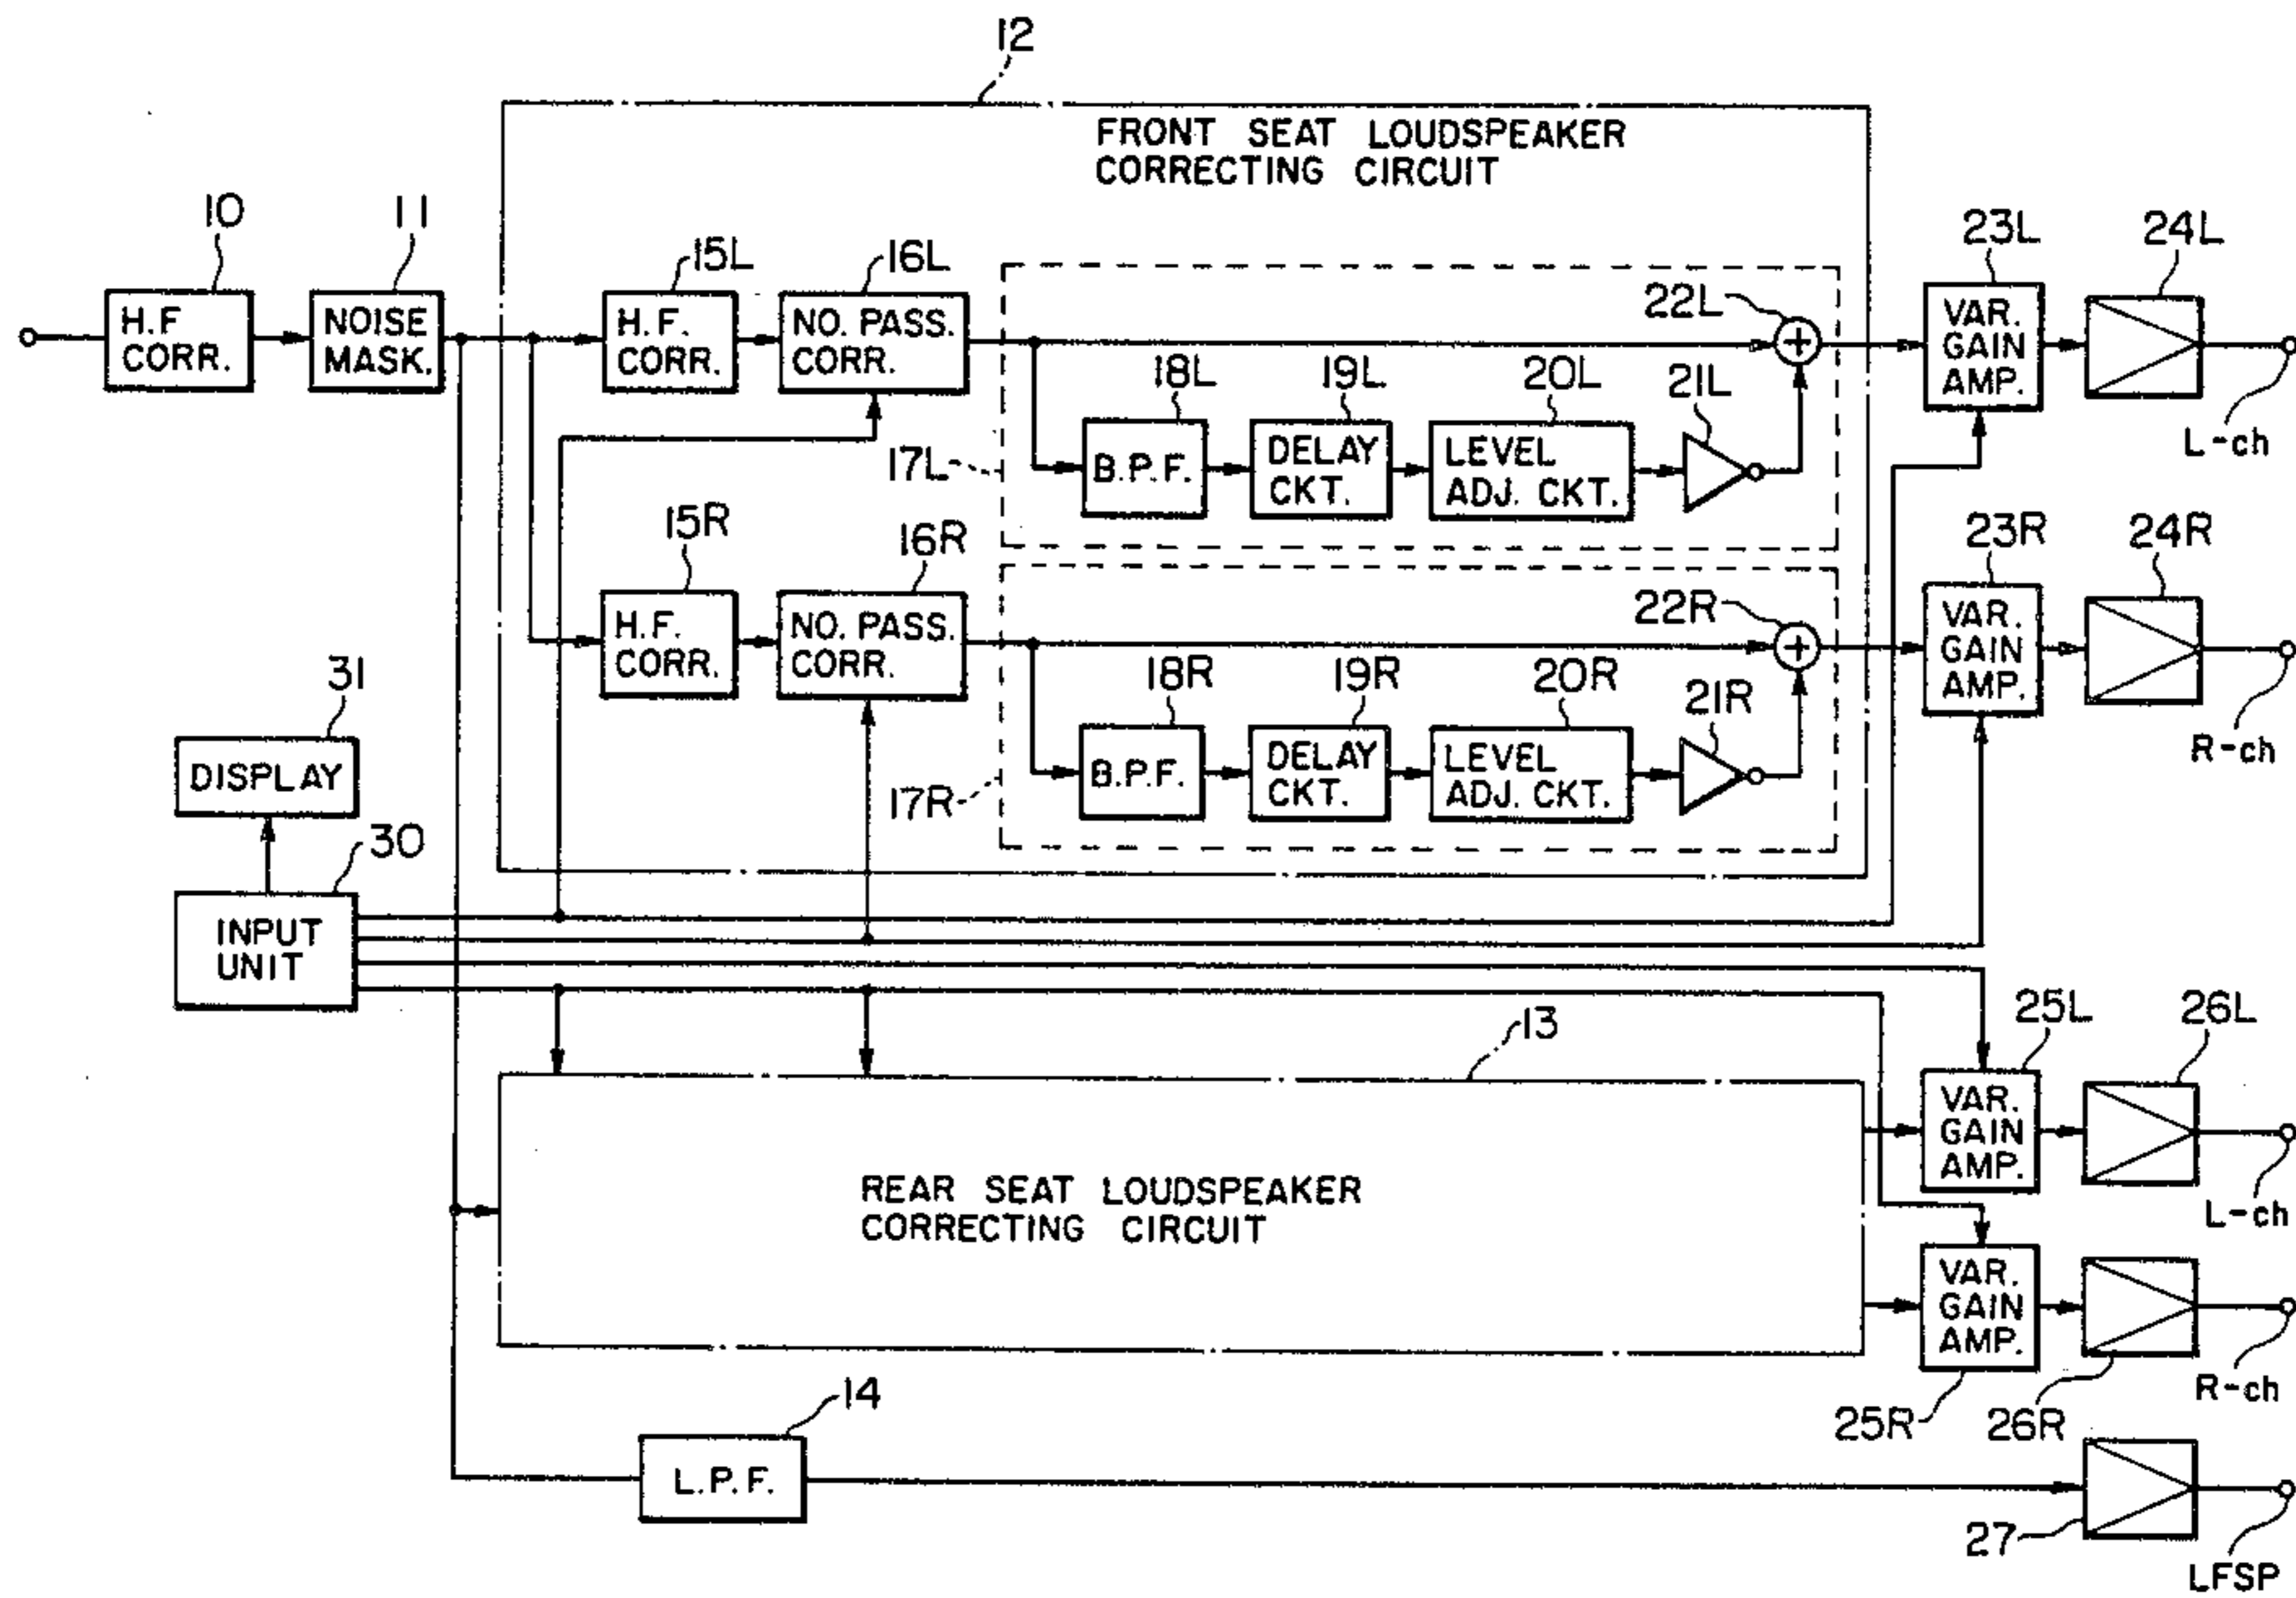 12
FRONT SEAT LOUDSPEAKER
CORRECTING CIRCUIT
10
11
15L
16L
22L
23L
24L
H.F
CORR.
NOISE
MASK.
H.F.
CORR.
NO. PASS.
CORR.
VAR.
GAIN
AMP.
17L
18L
19L
20L
21L
B.P.F.
DELAY
CKT.
LEVEL
ADJ. CKT.
L-ch
15R
16R
22R
23R
24R
H.F.
CORR.
NO. PASS.
CORR.
VAR.
GAIN
AMP.
17R
18R
19R
20R
21R
B.P.F.
DELAY
CKT.
LEVEL
ADJ. CKT.
R-ch
31
DISPLAY
30
INPUT
UNIT
13
25L
26L
VAR.
GAIN
AMP.
L-ch
REAR SEAT LOUDSPEAKER
CORRECTING CIRCUIT
VAR.
GAIN
AMP.
R-ch
25R
26R
14
L.P.F.
27
LFSP